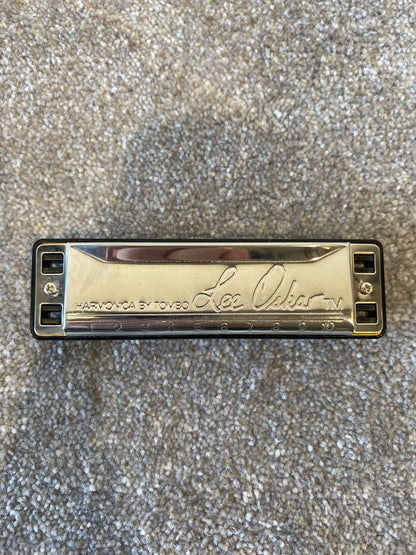 HARMONICA BY TOMBO Lee Oskar TM
1 2 3 4 5 6 7 8 9 10